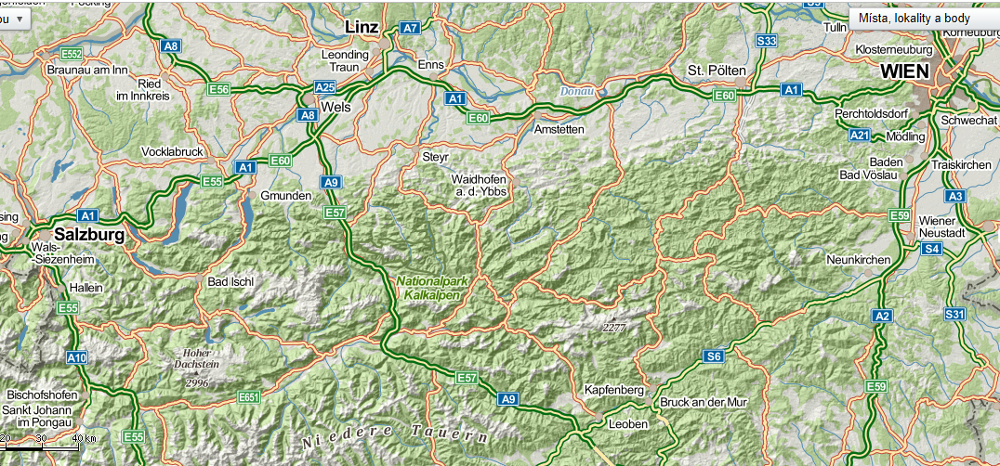 Linz
A7
Místa, lokality a body
S33
Tulln
Korneuburg
A8
E552
Leonding
Traun
Klosterneuburg
Braunau am Inn
Enns
St. Pölten
WIEN
Ried
im Innkreis
E56
A25
Donau
E60
A1
A1
Wels
A8
E60
Perchtoldsdorf
Schwechat
Amstetten
A21
Mödling
Vocklabruck
Steyr
E60
A1
Baden
Bad Vöslau
Traiskirchen
E55
A9
Waidhofen
a. d. Ybbs
Gmunden
A3
E57
E59
A1
Salzburg
Wiener
Neustadt
Wals-
-Siezenheim
S4
Neunkirchen
Hallein
Bad Ischl
Nationalpark
Kalkalpen
E55
A2
S31
2277
Hoher
Dachstein
2996
A10
S6
E57
E59
Bischofshofen
E651
A9
Kapfenberg
Bruck an der Mur
Sankt Johann
im Pongau
Leoben
E55
Niedere Tauern
20 30 40 km